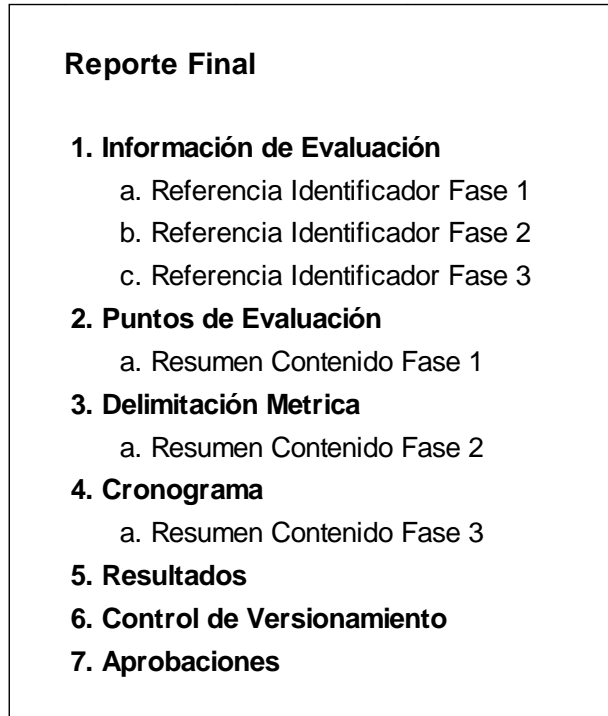 Reporte Final
1. Información de Evaluación
a. Referencia Identificador Fase 1
b. Referencia Identificador Fase 2
c. Referencia Identificador Fase 3
2. Puntos de Evaluación
a. Resumen Contenido Fase 1
3. Delimitación Metrica
a. Resumen Contenido Fase 2
4. Cronograma
a. Resumen Contenido Fase 3
5. Resultados
6. Control de Versionamiento
7. Aprobaciones